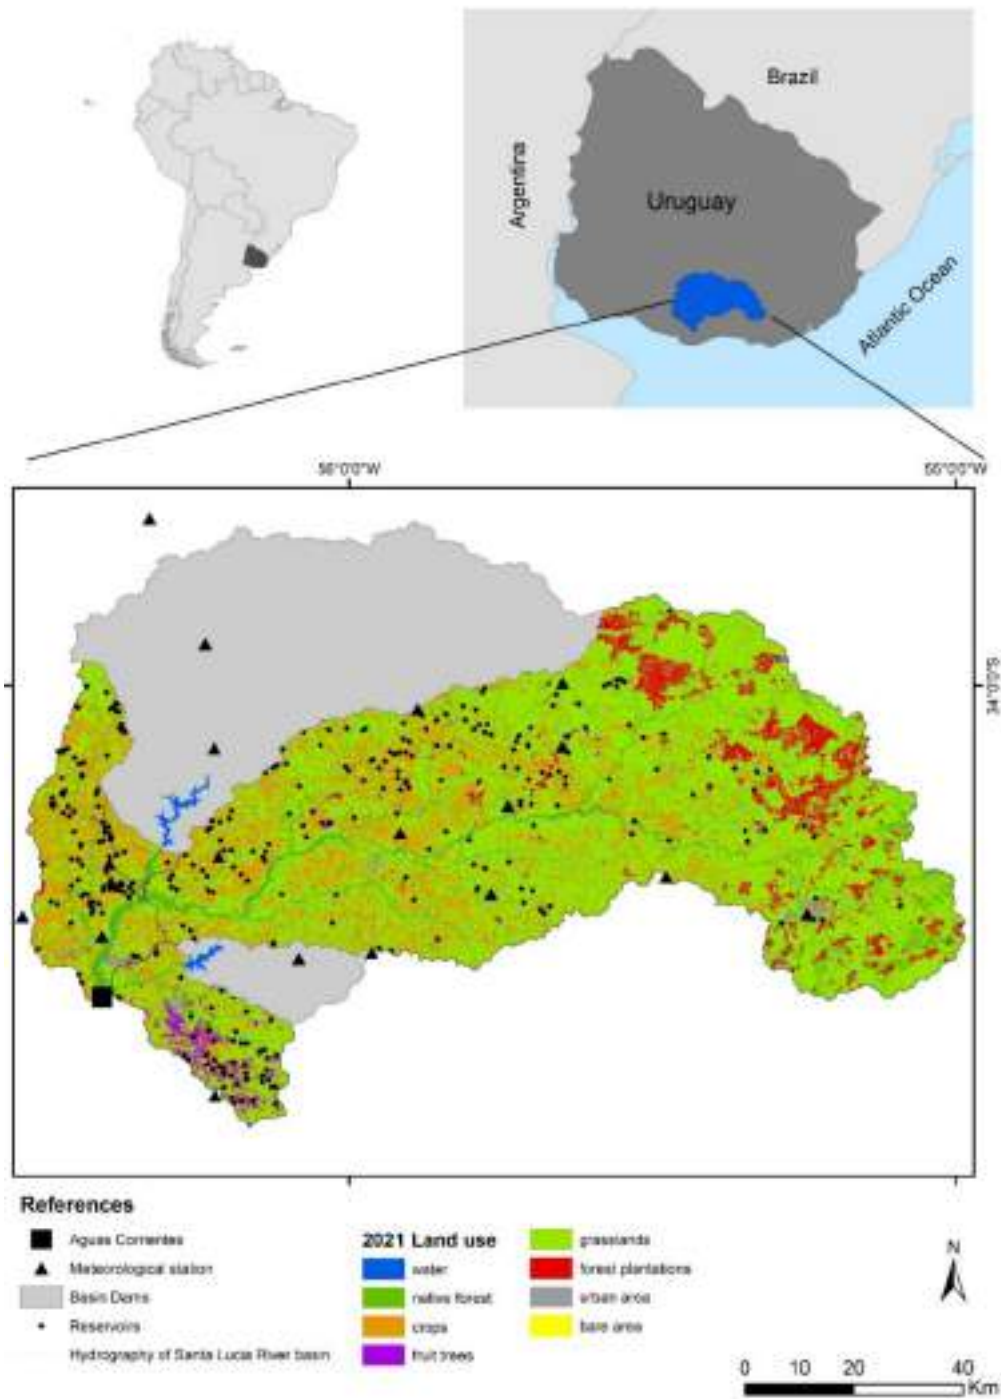 Brazil
Argentina
Uruguay
Atlantic Ocean
56°0'0"W
55°0'0"W
34°0'0"S
References
Aguas Corrientes
Meteorological station
Basin Dams
Reservoirs
Hydrography of Santa Lucia River basin
2021 Land use
water
native forest
crops
fruit trees
grasslands
forest plantations
urban area
bare area
N
0 10 20 40
Km